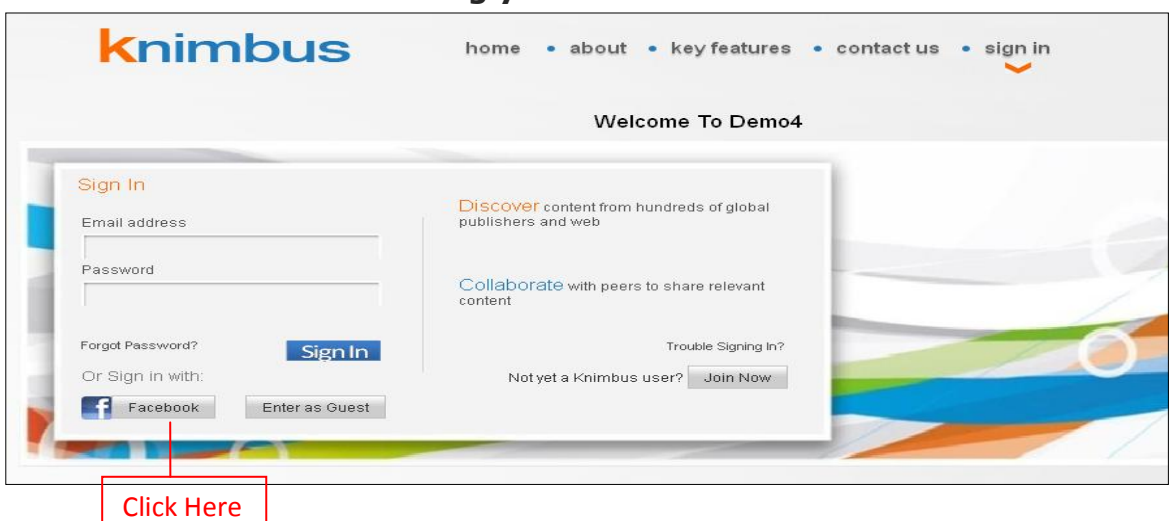 knimbus
home • about • key features • contact us • sign in
Welcome To Demo4
Sign In
Email address
Password
Forgot Password?
Sign In
Or Sign in with:
f Facebook
Enter as Guest
Discover content from hundreds of global
publishers and web
Collaborate with peers to share relevant
content
Trouble Signing In?
Not yet a Knimbus user? Join Now
Click Here